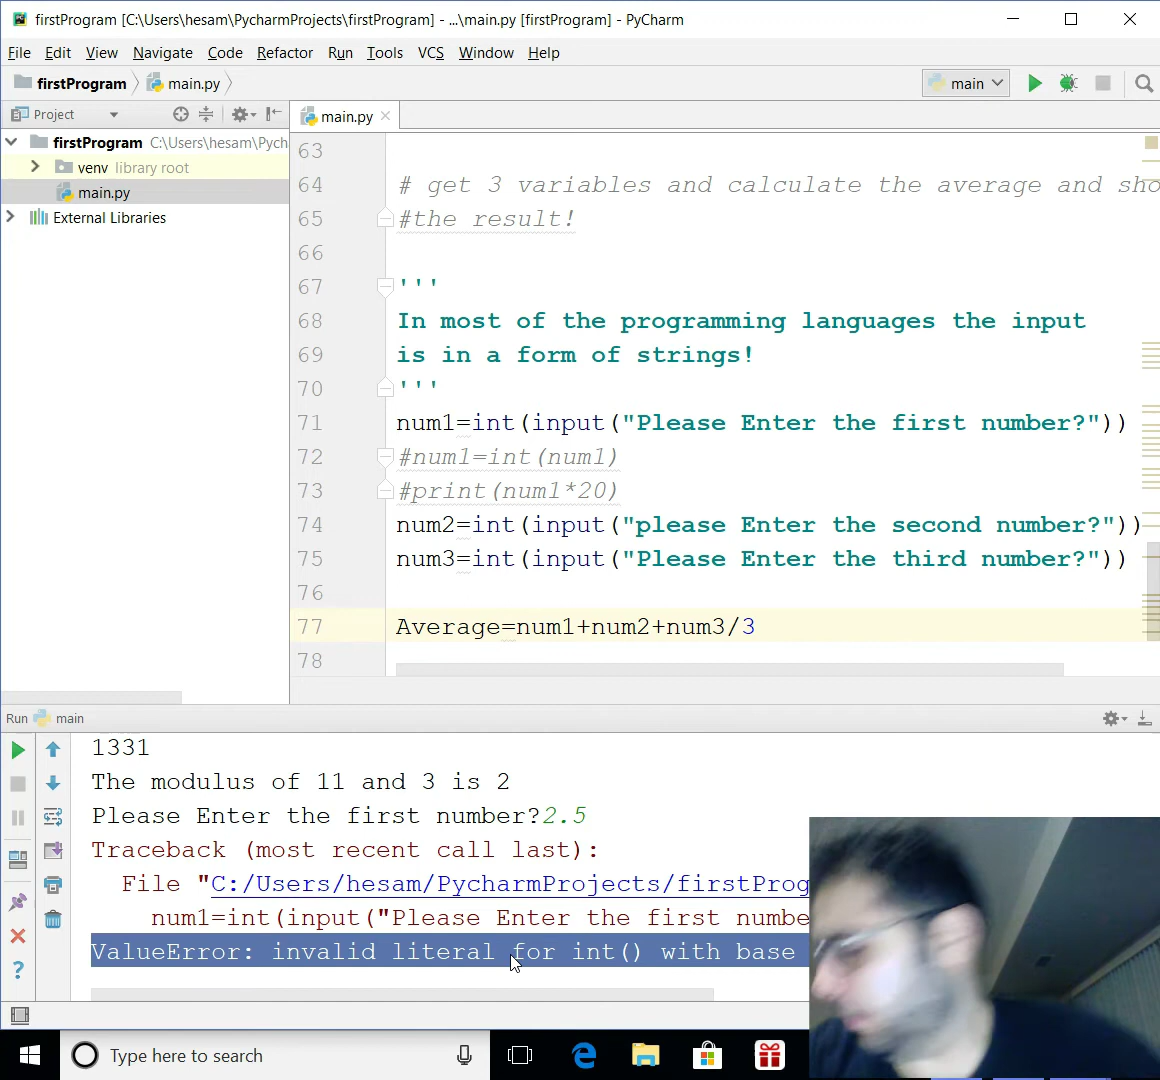 firstProgram [C:\Users\hesam\PycharmProjects\firstProgram] - ...\main.py [firstProgram] - PyCharm
File Edit View Navigate Code Refactor Run Tools VCS Window Help
firstProgram main.py main
Project main.py
firstProgram C:\Users\hesam\Pych
venv library root
main.py
External Libraries
63
64 # get 3 variables and calculate the average and sho
65 #the result!
66
67 '''
68 In most of the programming languages the input
69 is in a form of strings!
70 '''
71 num1=int(input("Please Enter the first number?"))
72 #num1=int(num1)
73 #print(num1*20)
74 num2=int(input("please Enter the second number?"))
75 num3=int(input("Please Enter the third number?"))
76
77 Average=num1+num2+num3/3
78
Run main
1331
The modulus of 11 and 3 is 2
Please Enter the first number?2.5
Traceback (most recent call last):
File "C:/Users/hesam/PycharmProjects/firstProg
num1=int(input("Please Enter the first numbe
ValueError: invalid literal for int() with base
Type here to search